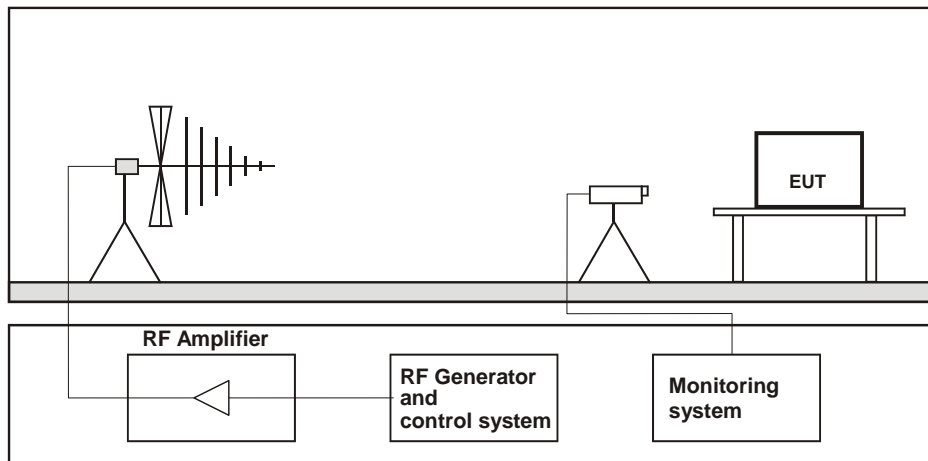 EUT
RF Amplifier
RF Generator
and
control system
Monitoring
system